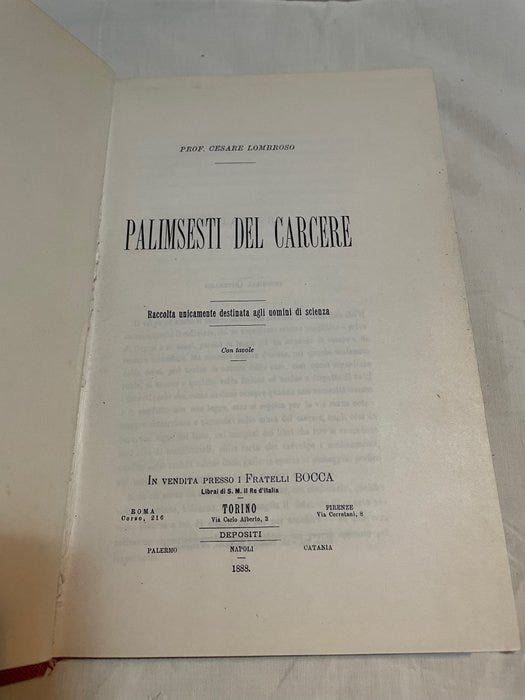 PROF. CESARE LOMBROSO
PALIMSESTI DEL CARCERE
Raccolta unicamente destinata agli uomini di scienza
Con tavole
IN VENDITA PRESSO I FRATELLI BOCCA
Librai di S. M. il Re d'Italia
ROMA TORINO FIRENZE
Corso, 216 Via Carlo Alberto, 3 Via Cerretani, 8
DEPOSITI
PALERMO NAPOLI CATANIA
1888.